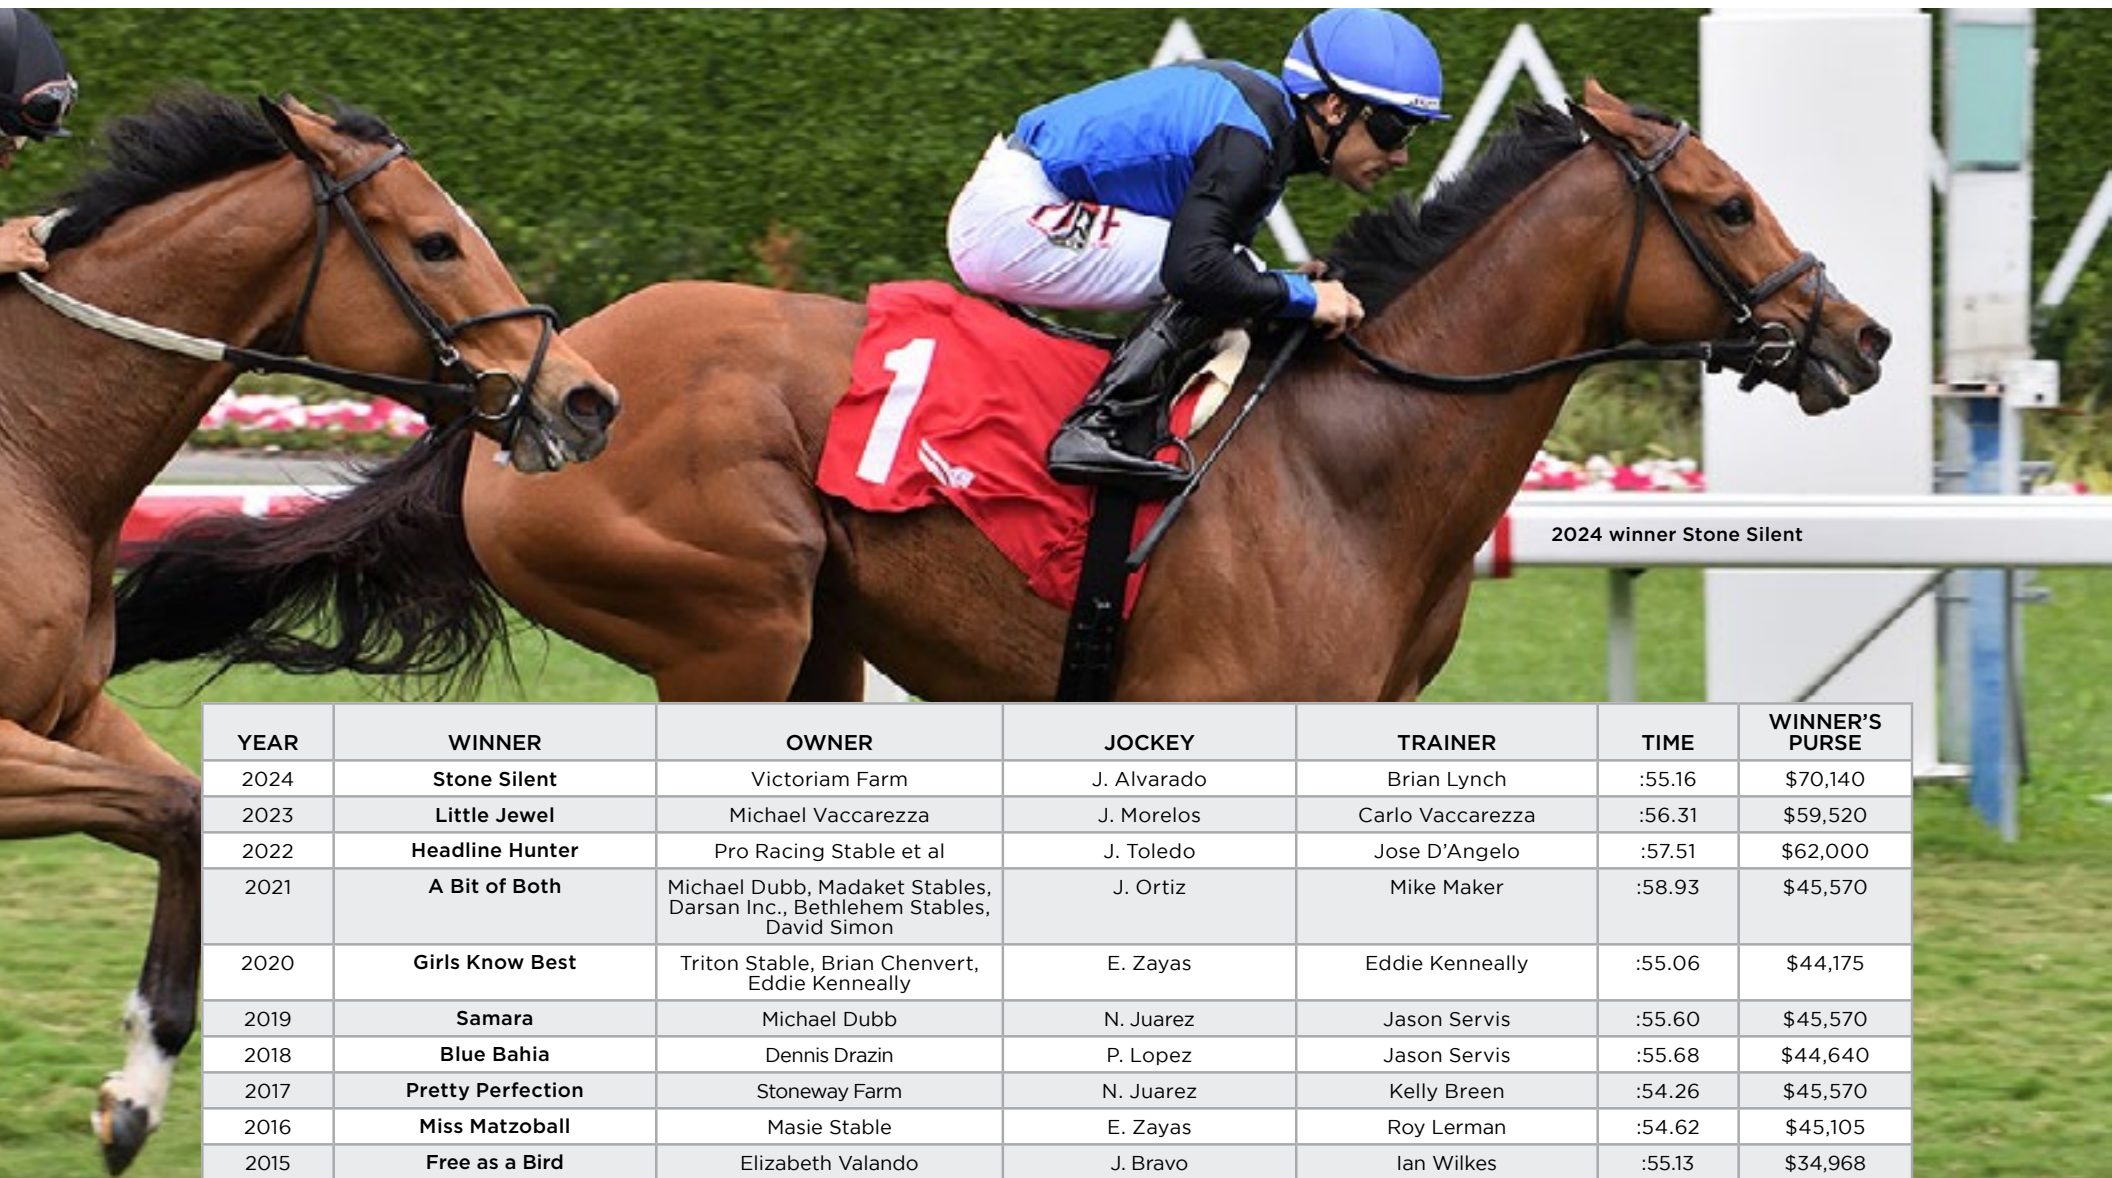 1
2024 winner Stone Silent
YEAR WINNER OWNER JOCKEY TRAINER TIME WINNER’S PURSE
2024 Stone Silent Victoriam Farm J. Alvarado Brian Lynch :55.16 $70,140
2023 Little Jewel Michael Vaccarezza J. Morelos Carlo Vaccarezza :56.31 $59,520
2022 Headline Hunter Pro Racing Stable et al J. Toledo Jose D’Angelo :57.51 $62,000
2021 A Bit of Both Michael Dubb, Madaket Stables, J. Ortiz Mike Maker :58.93 $45,570
Darsan Inc., Bethlehem Stables,
David Simon
2020 Girls Know Best Triton Stable, Brian Chenvert, E. Zayas Eddie Kenneally :55.06 $44,175
Eddie Kenneally
2019 Samara Michael Dubb N. Juarez Jason Servis :55.60 $45,570
2018 Blue Bahia Dennis Drazin P. Lopez Jason Servis :55.68 $44,640
2017 Pretty Perfection Stoneway Farm N. Juarez Kelly Breen :54.26 $45,570
2016 Miss Matzoball Masie Stable E. Zayas Roy Lerman :54.62 $45,105
2015 Free as a Bird Elizabeth Valando J. Bravo Ian Wilkes :55.13 $34,968